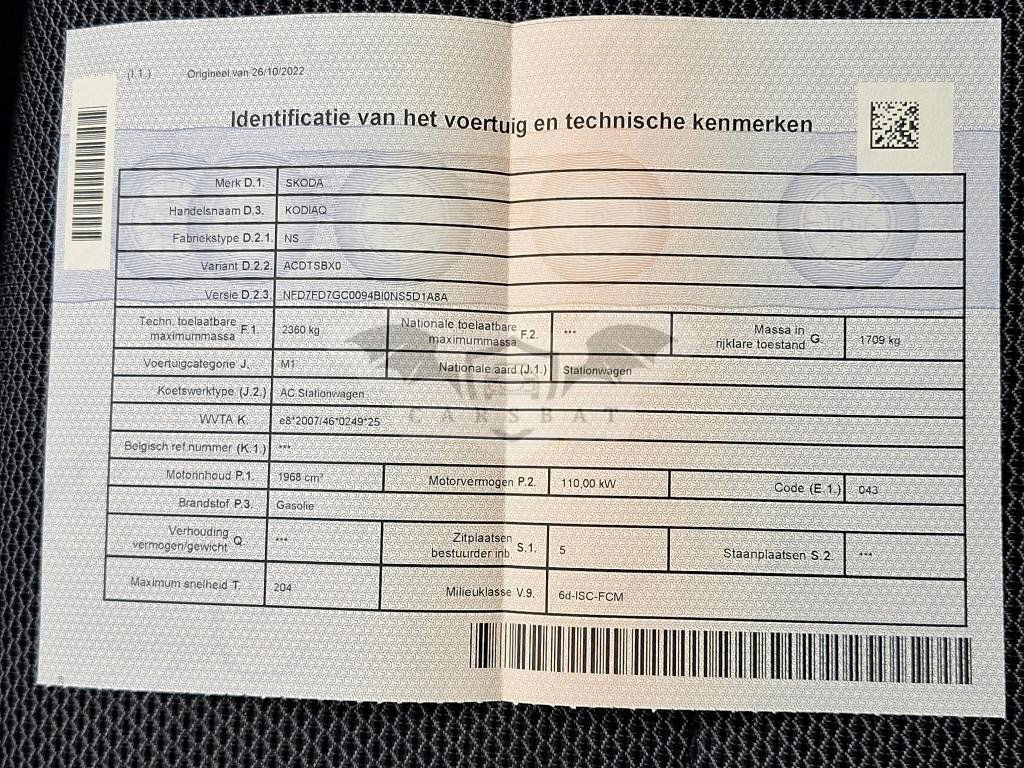 (I.1.) Origineel van 26/10/2022
Identificatie van het voertuig en technische kenmerken
Merk D.1. SKODA
Handelsnaam D.3. KODIAQ
Fabriekstype D.2.1. NS
Variant D.2.2. ACDTSBX0
Versie D.2.3. NFD7FD7GC0094BI0NS5D1A8A
Techn. toelaatbare maximummassa F.1. 2360 kg Nationale toelaatbare maximummassa F.2. *** Massa in rijklare toestand G. 1709 kg
Voertuigcategorie J. M1 Nationale aard (J.1.) Stationwagen
Koetswerktype (J.2.) AC Stationwagen
CARSBAT
WVTA K. e8*2007/46*0249*25
Belgisch ref.nummer (K.1.) ***
Motorinhoud P.1. 1968 cm³ Motorvermogen P.2. 110,00 kW Code (E.1.) 043
Brandstof P.3. Gasolie
Verhouding vermogen/gewicht Q. *** Zitplaatsen bestuurder inb. S.1. 5 Staanplaatsen S.2. ***
Maximum snelheid T. 204 Milieuklasse V.9. 6d-ISC-FCM